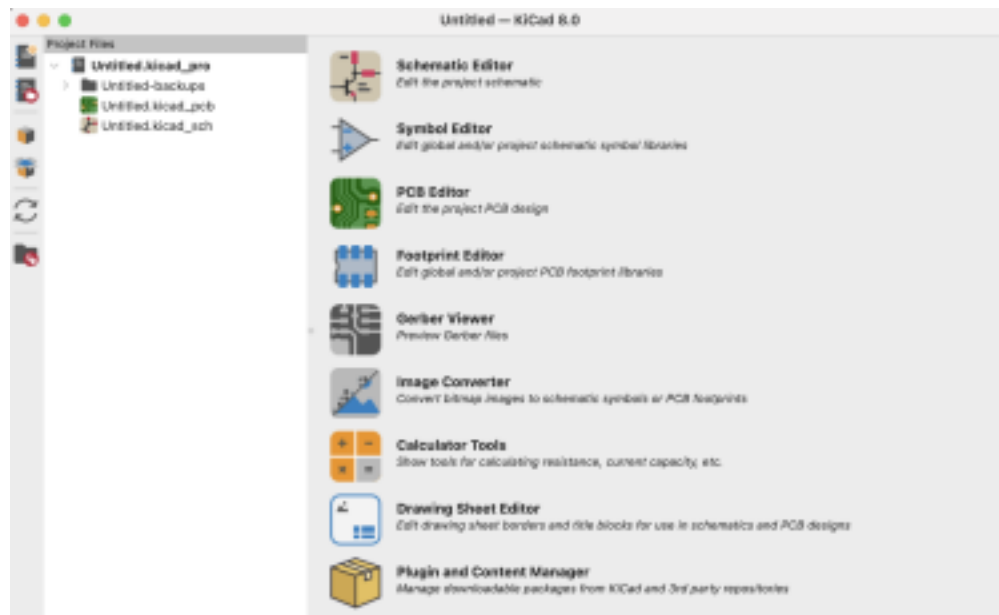 Untitled — KiCad 8.0
Project Files
Untitled.kicad_pro
Untitled-backups
Untitled.kicad_pcb
Untitled.kicad_sch
Schematic Editor
Edit the project schematic
Symbol Editor
Edit global and/or project schematic symbol libraries
PCB Editor
Edit the project PCB design
Footprint Editor
Edit global and/or project PCB footprint libraries
Gerber Viewer
Preview Gerber files
Image Converter
Convert bitmap images to schematic symbols or PCB footprints
Calculator Tools
Show tools for calculating resistance, current capacity, etc.
Drawing Sheet Editor
Edit drawing sheet borders and title blocks for use in schematics and PCB designs
Plugin and Content Manager
Manage downloadable packages from KiCad and 3rd party repositories